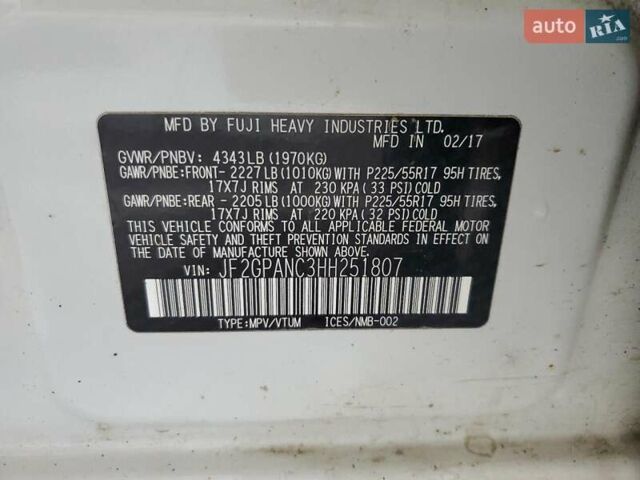 auto RIA.com
MFD BY FUJI HEAVY INDUSTRIES LTD.
MFD IN 02/17
GVWR/PNBV: 4343LB(1970KG)
GAWR/PNBE:FRONT- 2227LB(1010KG)WITH P225/55R17 95H TIRES,
17X7J RIMS AT 230 KPA(33 PSI)COLD
GAWR/PNBE:REAR - 2205LB(1000KG)WITH P225/55R17 95H TIRES,
17X7J RIMS AT 220 KPA(32 PSI)COLD
THIS VEHICLE CONFORMS TO ALL APPLICABLE FEDERAL MOTOR
VEHICLE SAFETY AND THEFT PREVENTION STANDARDS IN EFFECT ON
THE DATE OF MANUFACTURE SHOWN ABOVE.
VIN: JF2GPANC3HH251807
TYPE:MPV/VTUM ICES/NMB-002